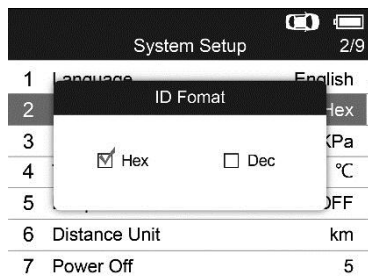 System Setup 2/9
1 Language English
ID Fomat
2 Hex
3 KPa
Hex Dec
4 ℃
5 OFF
6 Distance Unit km
7 Power Off 5